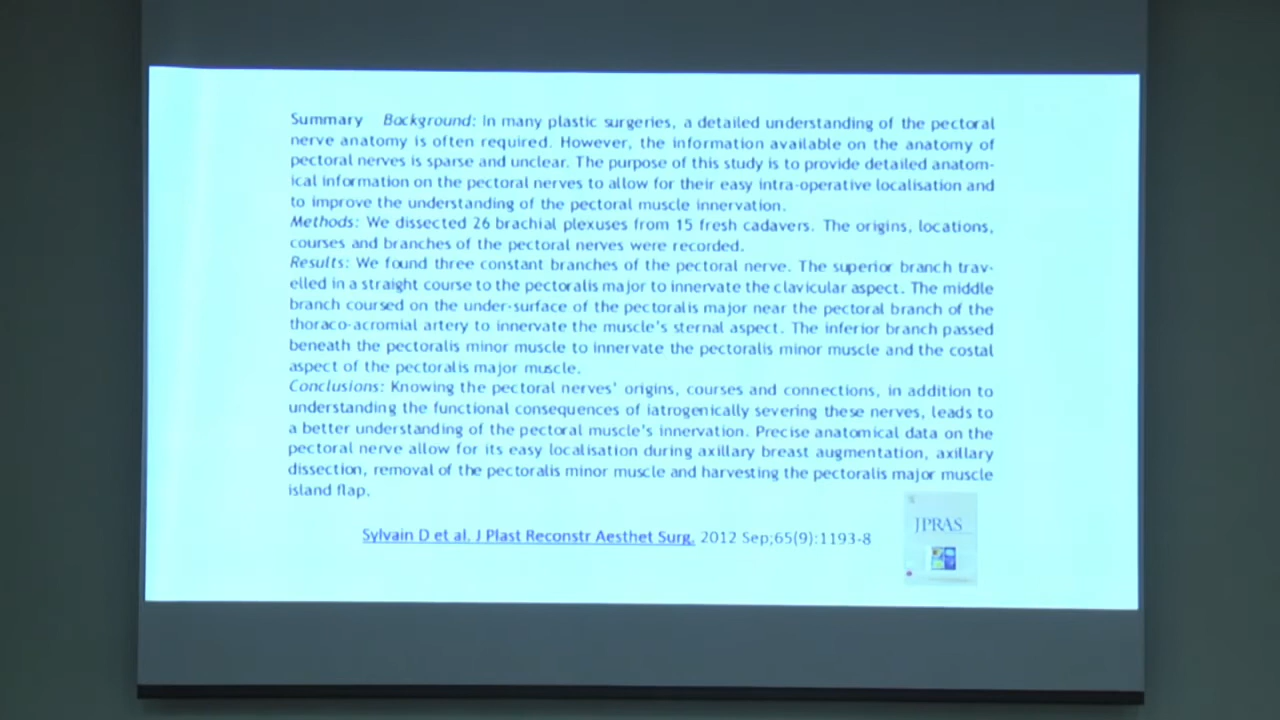 Summary Background: In many plastic surgeries, a detailed understanding of the pectoral
nerve anatomy is often required. However, the information available on the anatomy of
pectoral nerves is sparse and unclear. The purpose of this study is to provide detailed anatom-
ical information on the pectoral nerves to allow for their easy intra-operative localisation and
to improve the understanding of the pectoral muscle innervation.
Methods: We dissected 26 brachial plexuses from 15 fresh cadavers. The origins, locations,
courses and branches of the pectoral nerves were recorded.
Results: We found three constant branches of the pectoral nerve. The superior branch trav-
elled in a straight course to the pectoralis major to innervate the clavicular aspect. The middle
branch coursed on the under-surface of the pectoralis major near the pectoral branch of the
thoraco-acromial artery to innervate the muscle's sternal aspect. The inferior branch passed
beneath the pectoralis minor muscle to innervate the pectoralis minor muscle and the costal
aspect of the pectoralis major muscle.
Conclusions: Knowing the pectoral nerves' origins, courses and connections, in addition to
understanding the functional consequences of iatrogenically severing these nerves, leads to
a better understanding of the pectoral muscle's innervation. Precise anatomical data on the
pectoral nerve allow for its easy localisation during axillary breast augmentation, axillary
dissection, removal of the pectoralis minor muscle and harvesting the pectoralis major muscle
island flap.
JPRAS
Sylvain D et al. J Plast Reconstr Aesthet Surg. 2012 Sep;65(9):1193-8